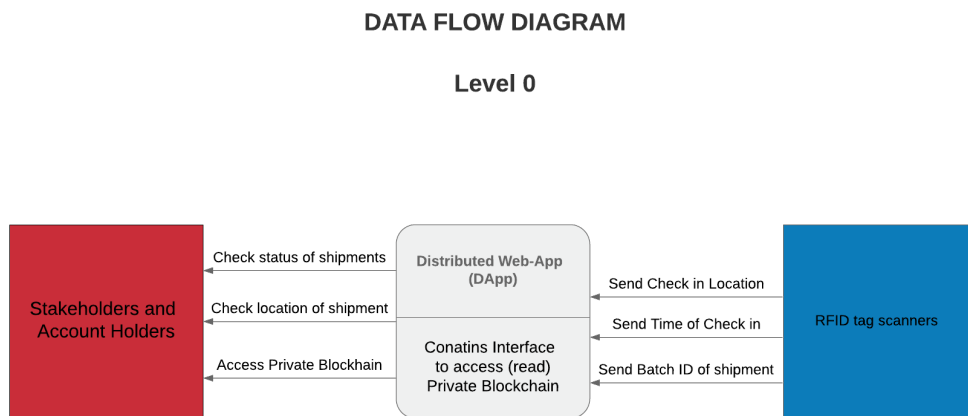 DATA FLOW DIAGRAM
Level 0
Check status of shipments
Check location of shipment
Access Private Blockhain
Stakeholders and
Account Holders
Distributed Web-App
(DApp)
Conatins Interface
to access (read)
Private Blockchain
Send Check in Location
Send Time of Check in
Send Batch ID of shipment
RFID tag scanners